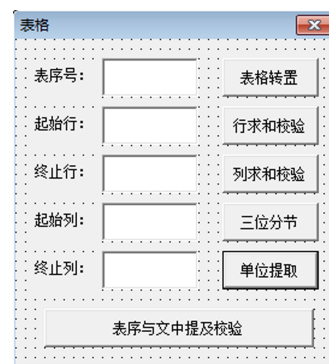 表格
表序号： 表格转置
起始行： 行求和校验
终止行： 列求和校验
起始列： 三位分节
终止列： 单位提取
表序与文中提及校验